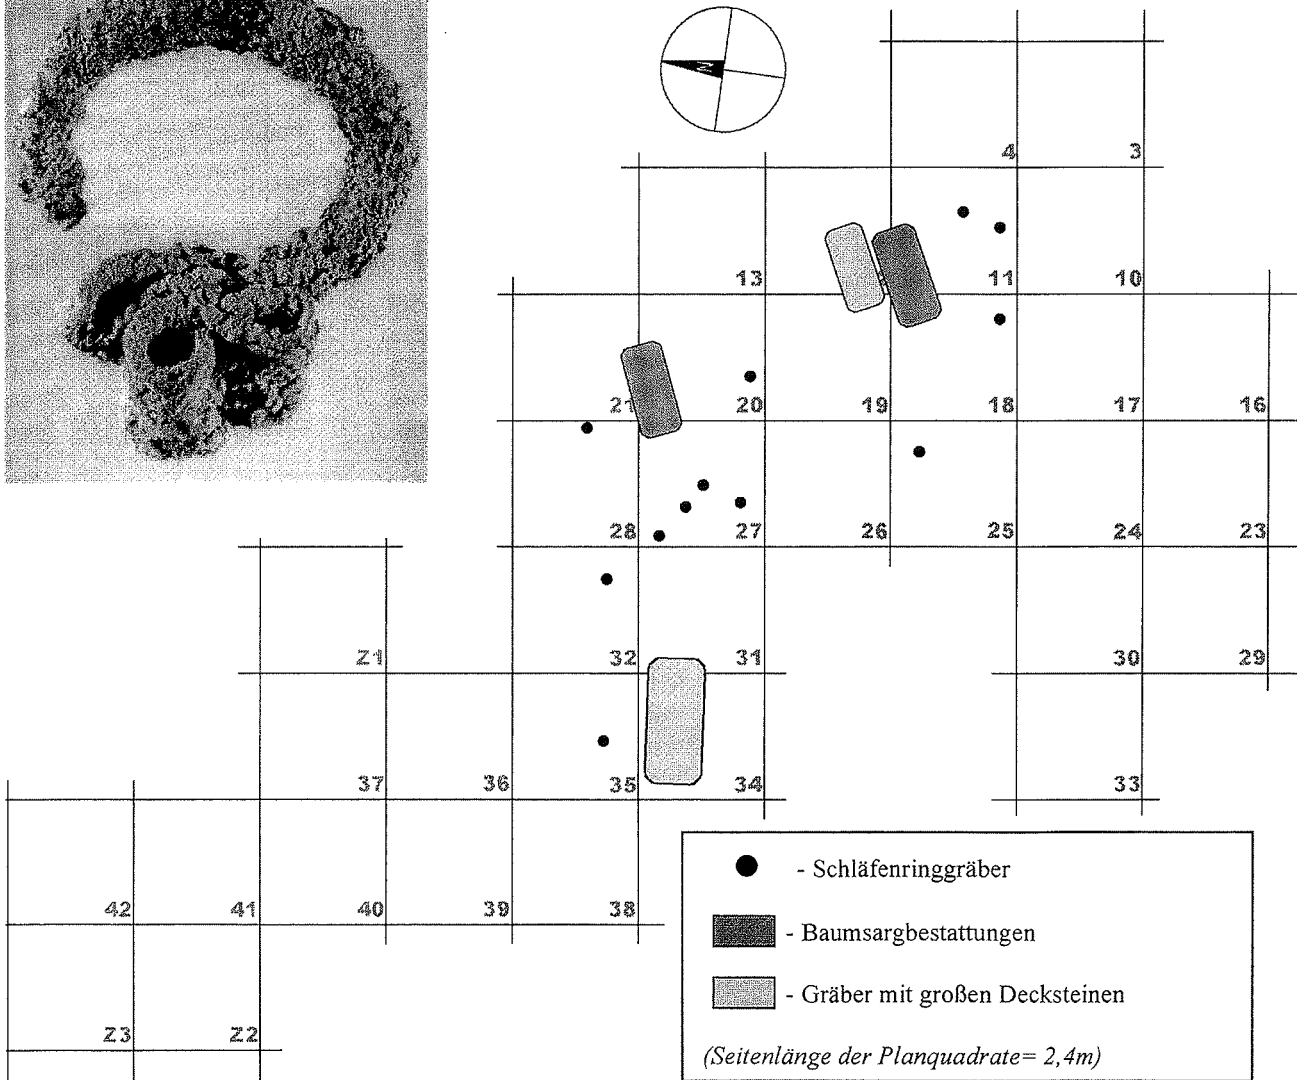 N
4 3
13 11 10
21 20 19 18 17 16
28 27 26 25 24 23
Z1 32 31 30 29
37 36 35 34 33
42 41 40 39 38
Z3 Z2
- Schläfenringgräber
- Baumsargbestattungen
- Gräber mit großen Decksteinen
(Seitenlänge der Planquadrate= 2,4m)